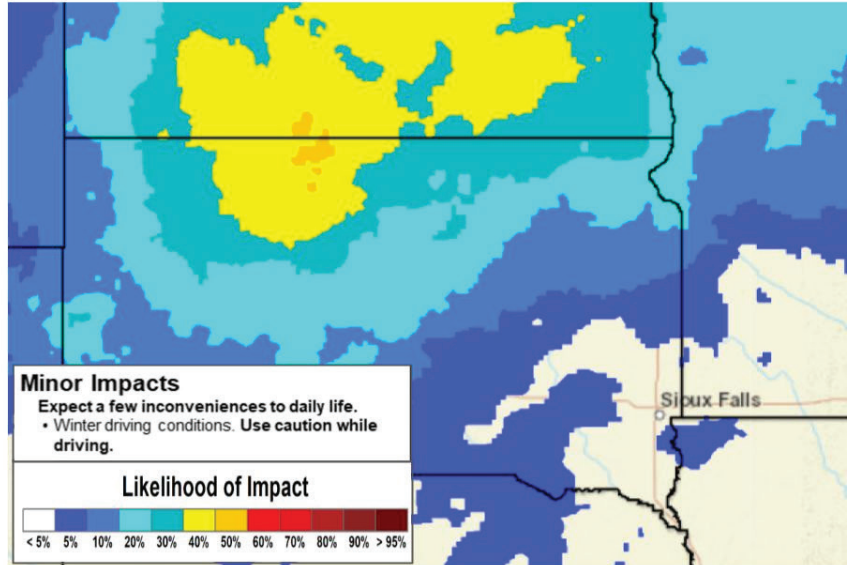 Sioux Falls
Minor Impacts
Expect a few inconveniences to daily life.
• Winter driving conditions. Use caution while
driving.
Likelihood of Impact
< 5% 5% 10% 20% 30% 40% 50% 60% 70% 80% 90% > 95%